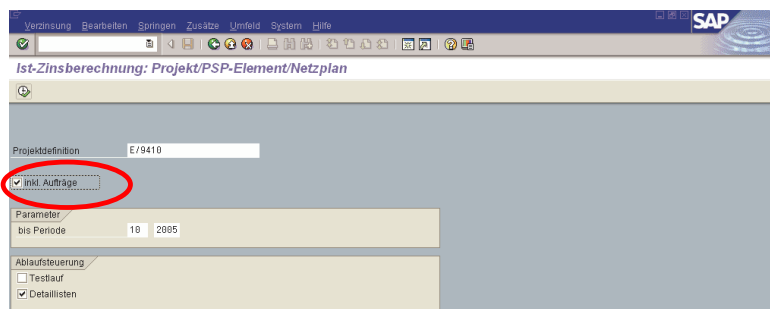 Verzinsung Bearbeiten Springen Zusätze Umfeld System Hilfe
SAP
Ist-Zinsberechnung: Projekt/PSP-Element/Netzplan
Projektdefinition E/9410
inkl. Aufträge
Parameter
bis Periode 10 2005
Ablaufsteuerung
Testlauf
Detaillisten